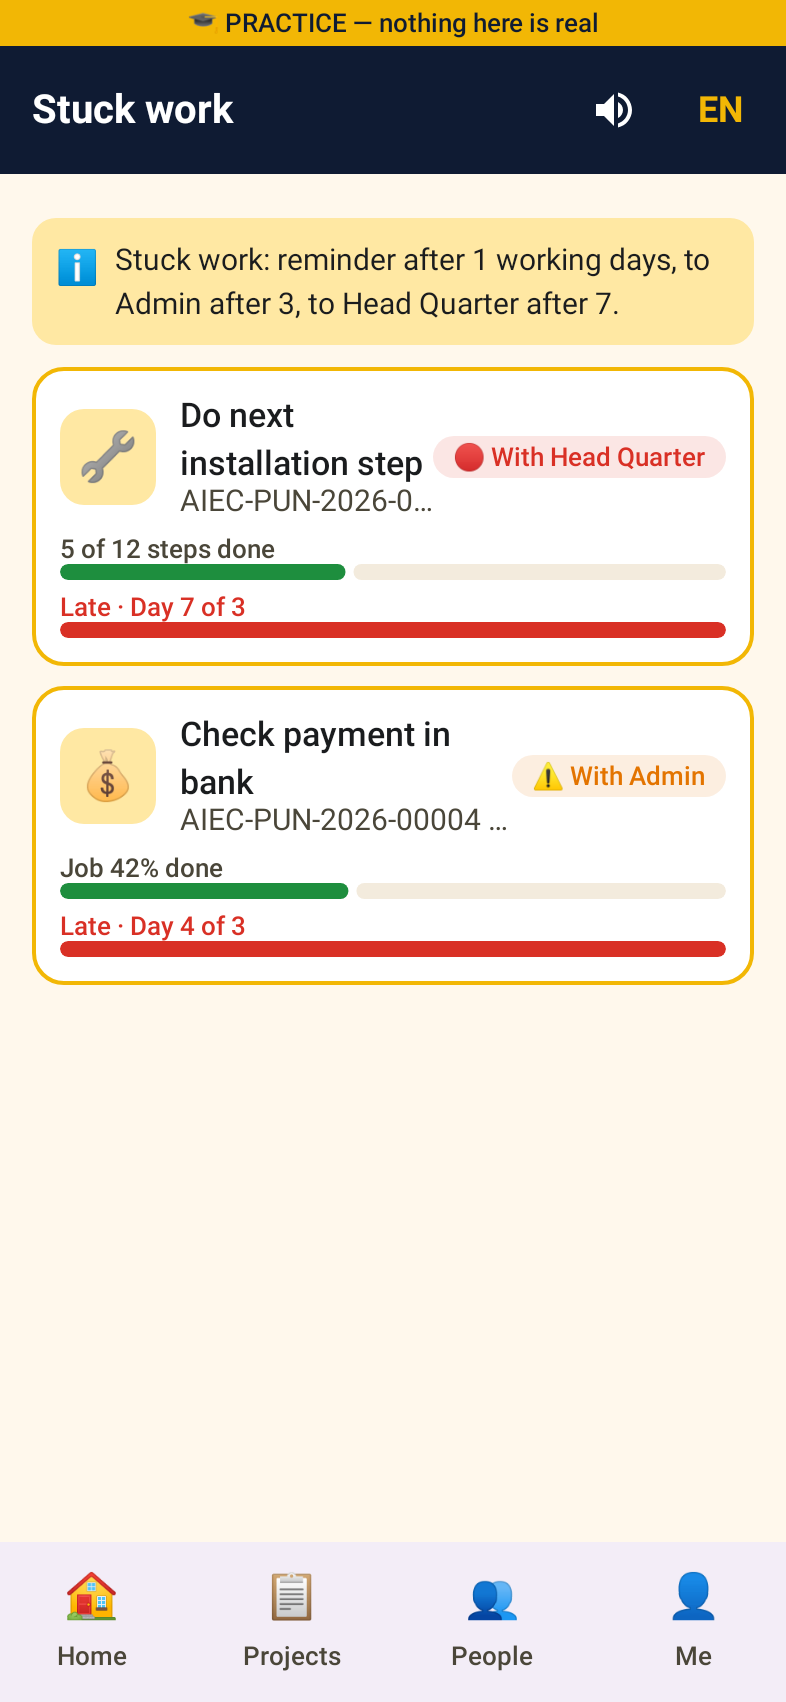 PRACTICE — nothing here is real
Stuck work
EN
Stuck work: reminder after 1 working days, to
Admin after 3, to Head Quarter after 7.
Do next
installation step
With Head Quarter
AIEC-PUN-2026-0...
5 of 12 steps done
Late · Day 7 of 3
Check payment in
bank
With Admin
AIEC-PUN-2026-00004 ...
Job 42% done
Late · Day 4 of 3
Home
Projects
People
Me